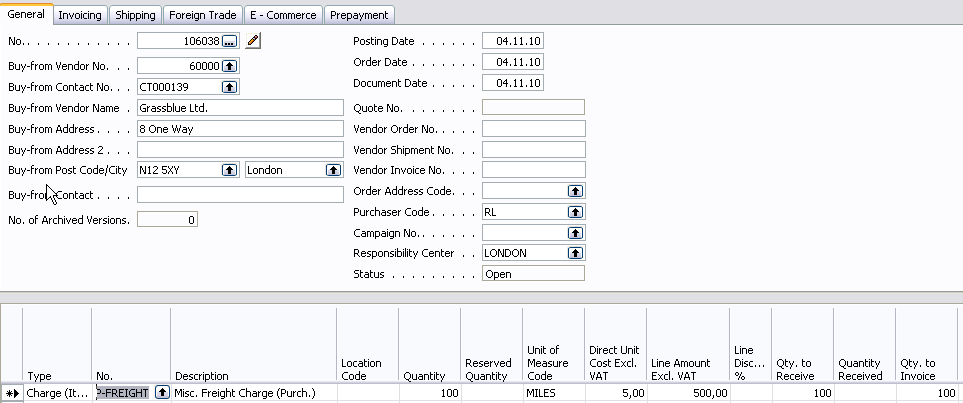 General Invoicing Shipping Foreign Trade E - Commerce Prepayment
No. . . . . . . . . . . . 106038 ...
Buy-from Vendor No. . . . 60000
Buy-from Contact No. . . . CT000139
Buy-from Vendor Name . Grassblue Ltd.
Buy-from Address . . . . 8 One Way
Buy-from Address 2 . . . .
Buy-from Post Code/City N12 5XY London
Buy-from Contact . . . .
No. of Archived Versions. 0
Posting Date . . . . . . 04.11.10
Order Date . . . . . . . 04.11.10
Document Date . . . . . 04.11.10
Quote No. . . . . . . .
Vendor Order No. . . . .
Vendor Shipment No. . .
Vendor Invoice No. . . .
Order Address Code. . .
Purchaser Code . . . . . RL
Campaign No. . . . . . .
Responsibility Center . . LONDON
Status . . . . . . . . . Open
Type No. Description Location Code Quantity Reserved Quantity Unit of Measure Code Direct Unit Cost Excl. VAT Line Amount Excl. VAT Line Disc... % Qty. to Receive Quantity Received Qty. to Invoice
Charge (It... P-FREIGHT Misc. Freight Charge (Purch.) 100 MILES 5,00 500,00 100 100